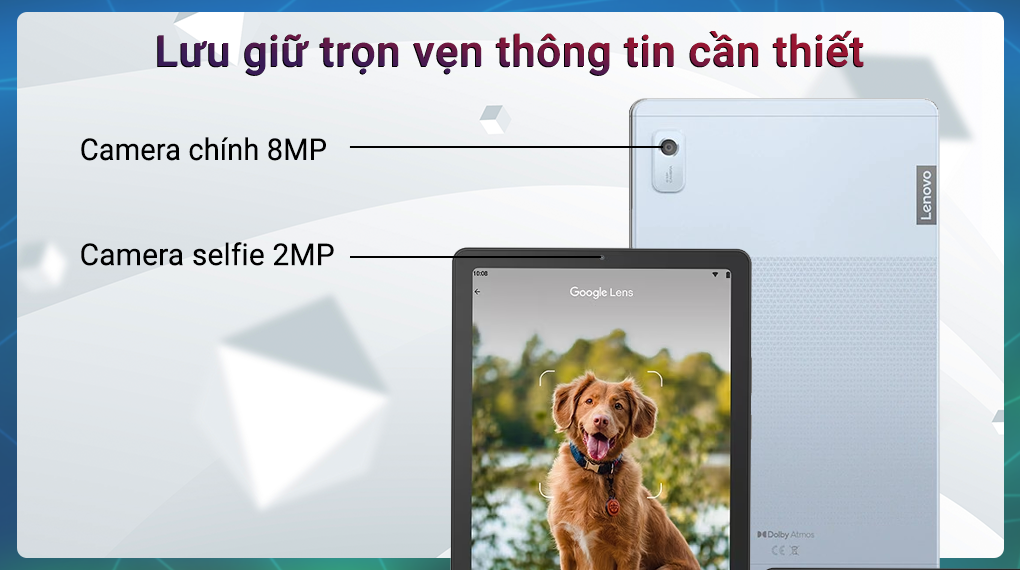 Lưu giữ trọn vẹn thông tin cần thiết
Camera chính 8MP
Lenovo
Camera selfie 2MP
10:08
Google Lens
Dolby Atmos
CE